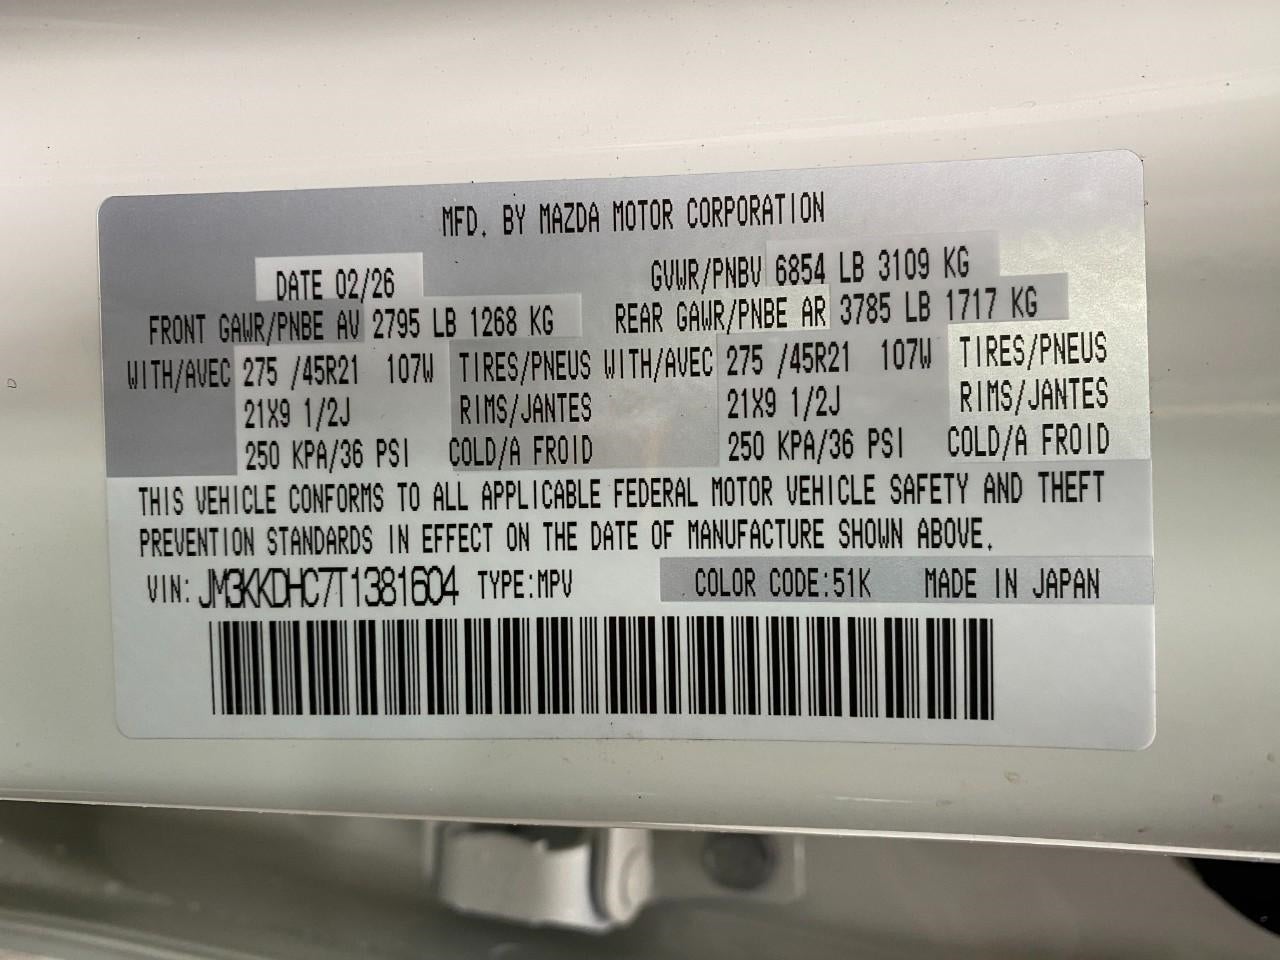 MFD. BY MAZDA MOTOR CORPORATION
DATE 02/26 GVWR/PNBV 6854 LB 3109 KG
FRONT GAWR/PNBE AV 2795 LB 1268 KG REAR GAWR/PNBE AR 3785 LB 1717 KG
WITH/AVEC 275 /45R21 107W TIRES/PNEUS WITH/AVEC 275 /45R21 107W TIRES/PNEUS
21X9 1/2J RIMS/JANTES 21X9 1/2J RIMS/JANTES
250 KPA/36 PSI COLD/A FROID 250 KPA/36 PSI COLD/A FROID
THIS VEHICLE CONFORMS TO ALL APPLICABLE FEDERAL MOTOR VEHICLE SAFETY AND THEFT
PREVENTION STANDARDS IN EFFECT ON THE DATE OF MANUFACTURE SHOWN ABOVE.
VIN: JM3KKDHC7T1381604 TYPE:MPV COLOR CODE:51K MADE IN JAPAN